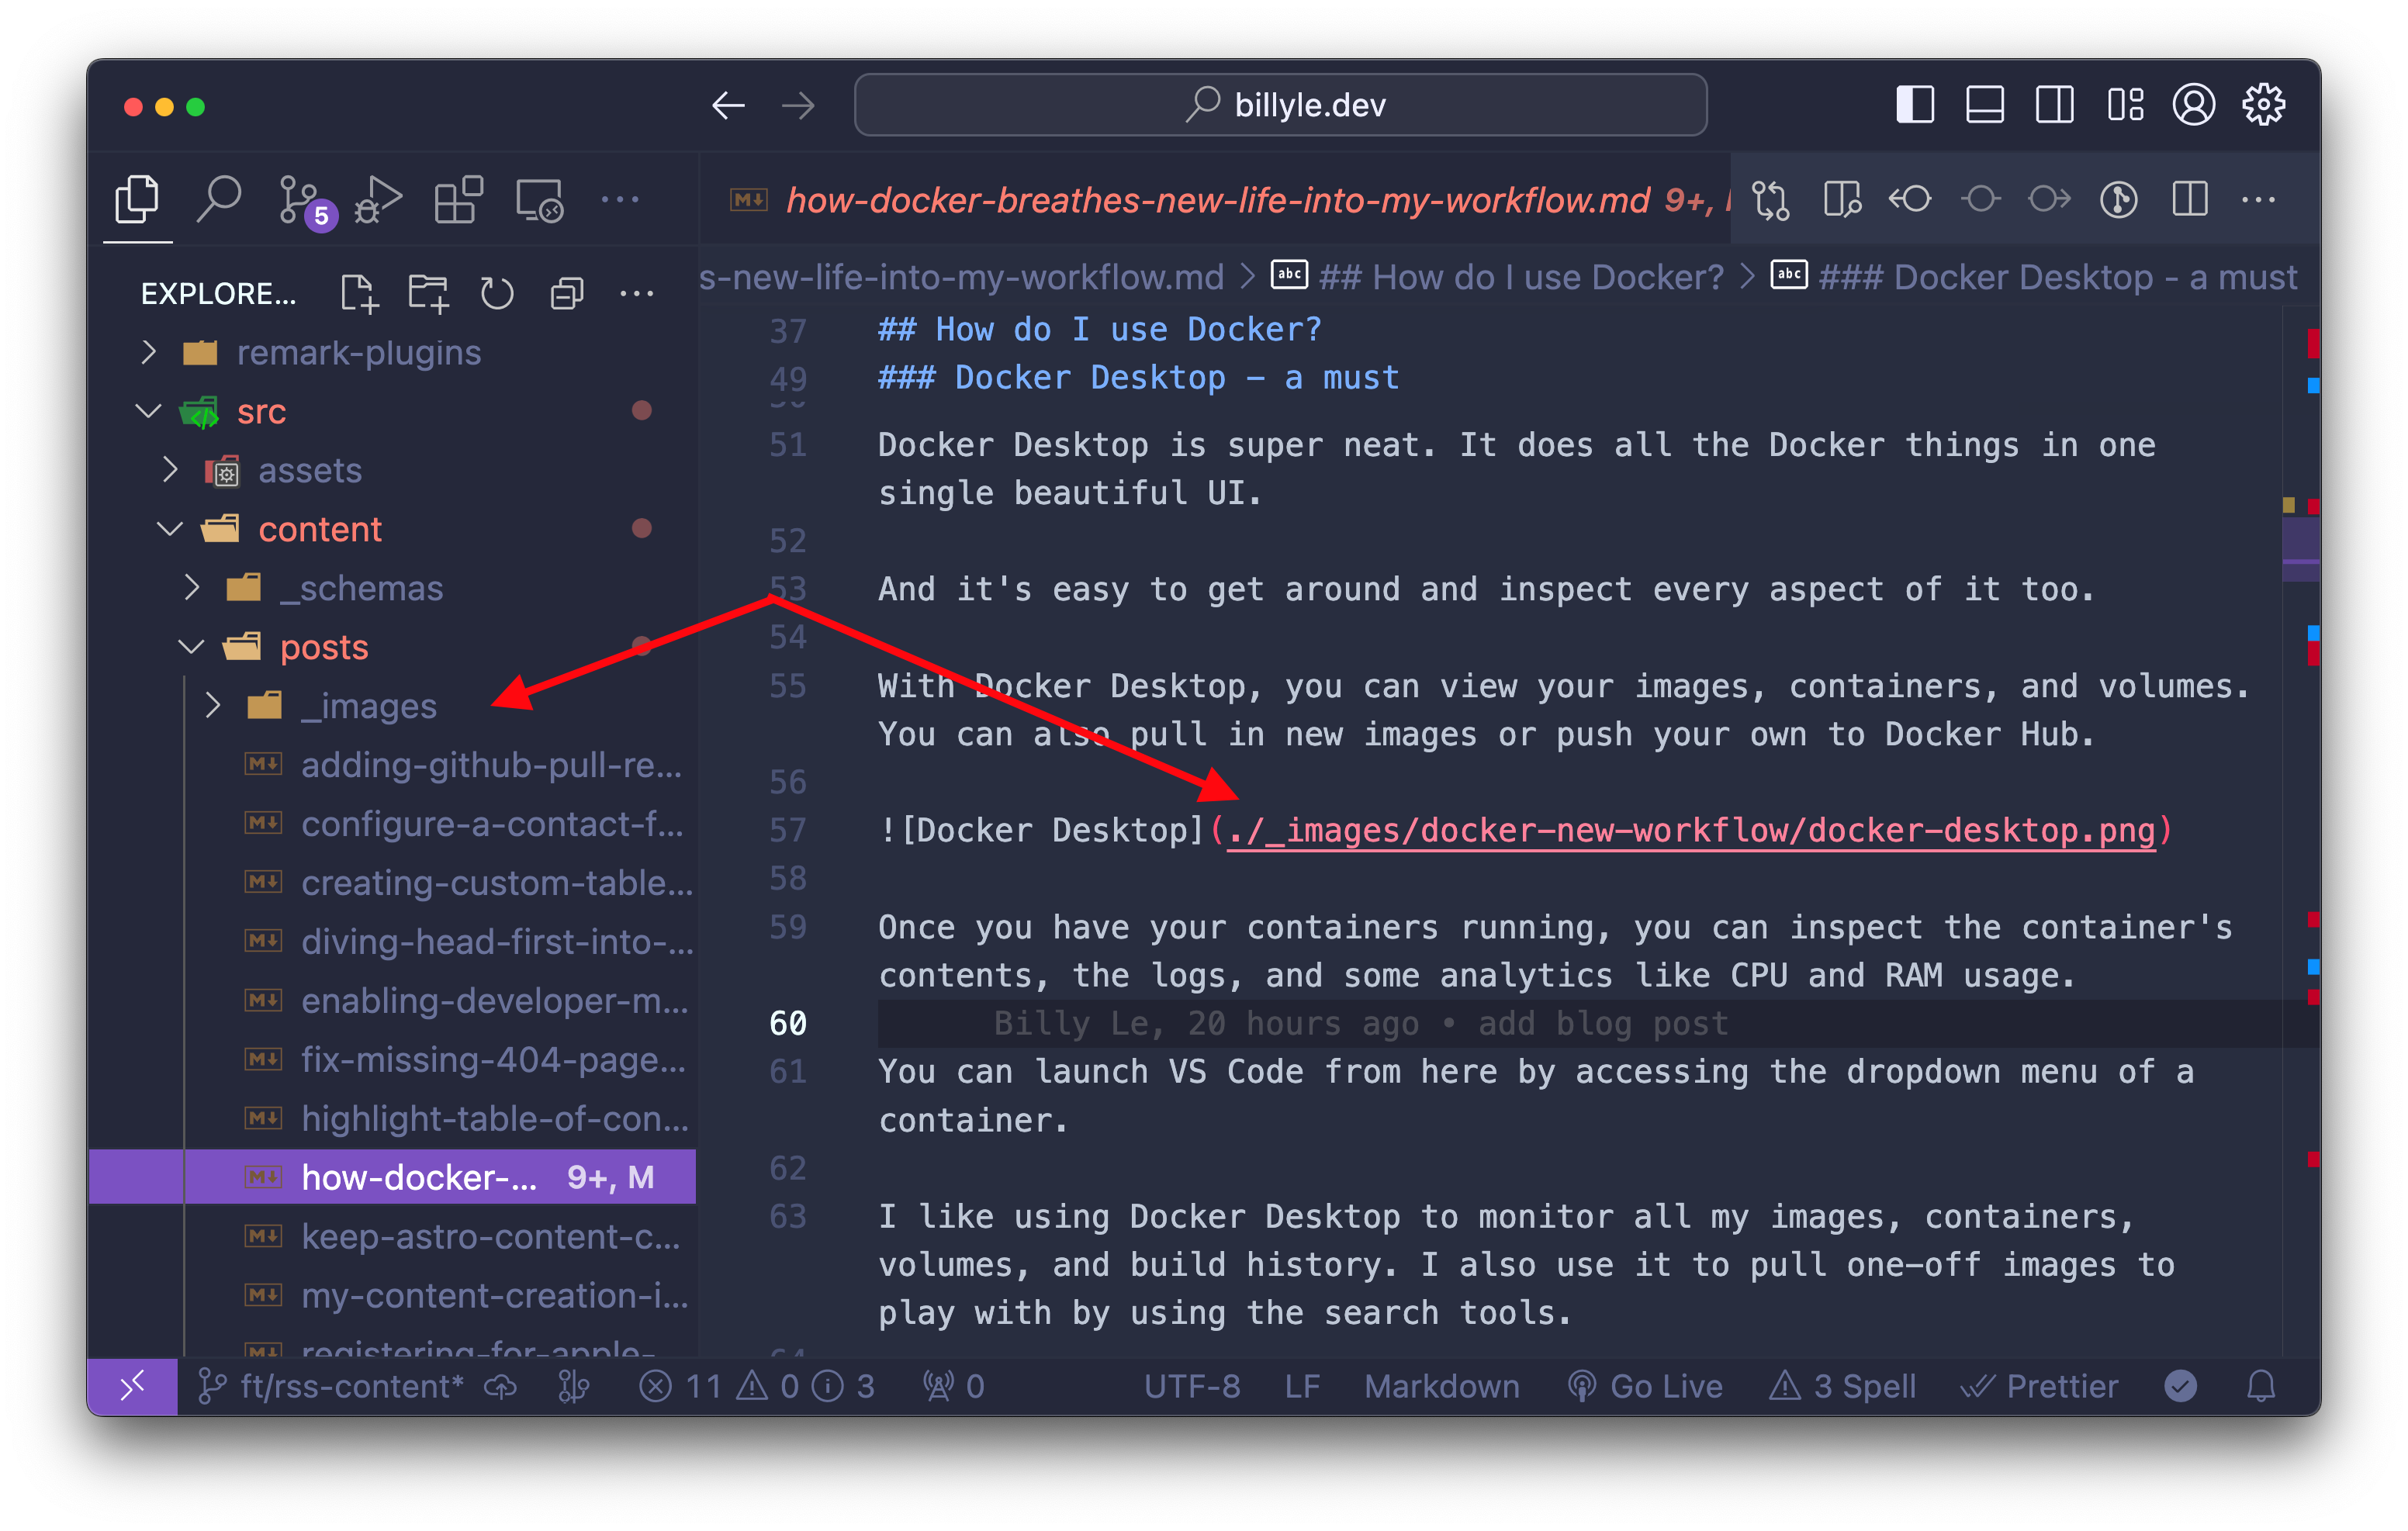 billyle.dev
5
how-docker-breathes-new-life-into-my-workflow.md 9+,
EXPLORE...
s-new-life-into-my-workflow.md > abc ## How do I use Docker? > abc ### Docker Desktop - a must
remark-plugins
src
assets
content
_schemas
posts
_images
adding-github-pull-re...
configure-a-contact-f...
creating-custom-table...
diving-head-first-into-...
enabling-developer-m...
fix-missing-404-page...
highlight-table-of-con...
how-docker-... 9+, M
keep-astro-content-c...
my-content-creation-i...
registering-for-apple-
37 ## How do I use Docker?
49 ### Docker Desktop - a must
51 Docker Desktop is super neat. It does all the Docker things in one
single beautiful UI.
52
53 And it's easy to get around and inspect every aspect of it too.
54
55 With Docker Desktop, you can view your images, containers, and volumes.
You can also pull in new images or push your own to Docker Hub.
56
57 ![Docker Desktop](./_images/docker-new-workflow/docker-desktop.png)
58
59 Once you have your containers running, you can inspect the container's
contents, the logs, and some analytics like CPU and RAM usage.
60 Billy Le, 20 hours ago • add blog post
61 You can launch VS Code from here by accessing the dropdown menu of a
container.
62
63 I like using Docker Desktop to monitor all my images, containers,
volumes, and build history. I also use it to pull one-off images to
play with by using the search tools.
64
ft/rss-content* 11 0 3 0 UTF-8 LF Markdown Go Live 3 Spell Prettier